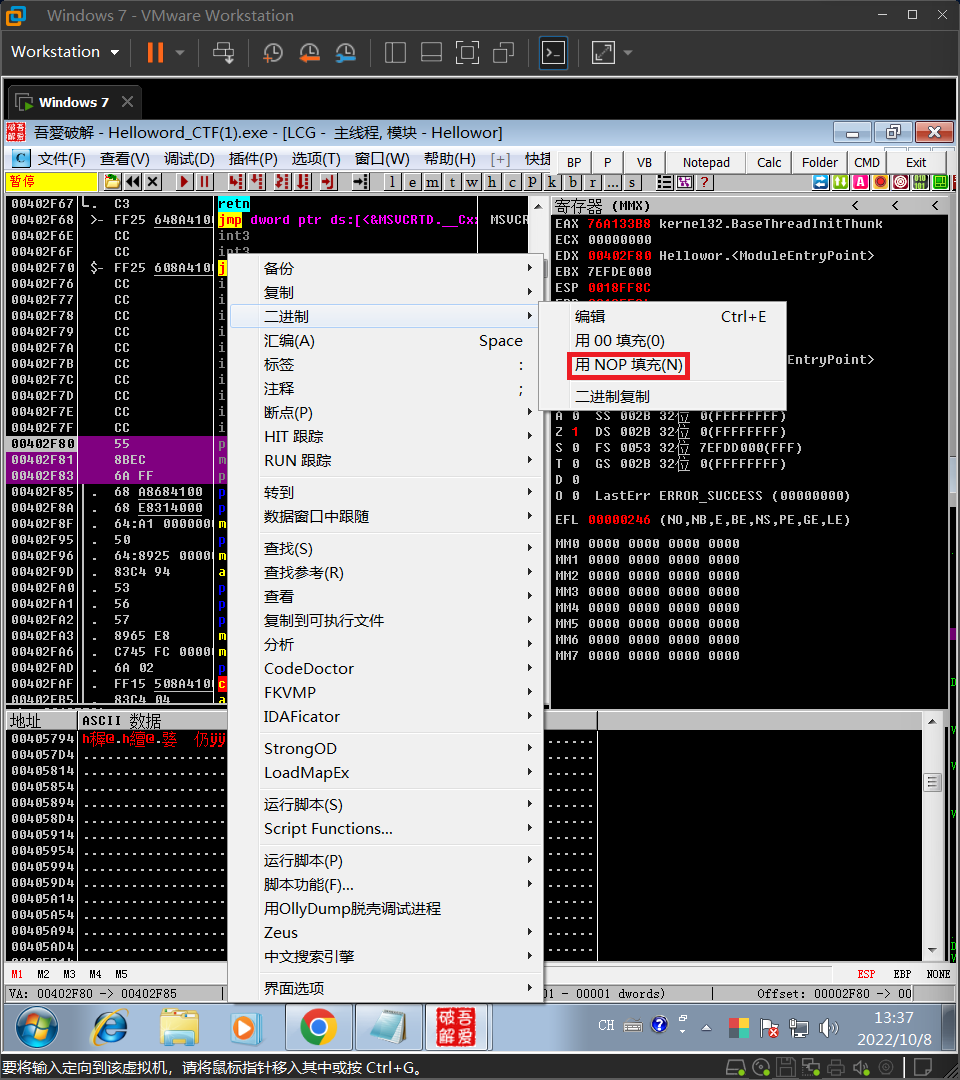 Windows 7 - VMware Workstation
Workstation
Windows 7
吾愛破解 - Helloword_CTF(1).exe - [LCG - 主线程, 模块 - Hellowor]
C 文件(F) 查看(V) 调试(D) 插件(P) 选项(T) 窗口(W) 帮助(H) [+] 快捷 BP P VB Notepad Calc Folder CMD Exit
暂停 l e m t w h c p k b r ... s ?
00402F67 C3 retn
00402F68 >- FF25 648A4100 jmp dword ptr ds:[<&MSVCRTD.__Cx MSVCR
00402F6E CC int3
00402F6F CC int3
00402F70 $- FF25 608A4100 j
00402F76 CC i
00402F77 CC i
00402F78 CC i
00402F79 CC i
00402F7A CC i
00402F7B CC i
00402F7C CC i
00402F7D CC i
00402F7E CC i
00402F7F CC i
00402F80 55 p
00402F81 8BEC m
00402F83 6A FF p
00402F85 . 68 A8684100 p
00402F8A . 68 E8314000 p
00402F8F . 64:A1 0000000 m
00402F95 . 50 p
00402F96 . 64:8925 0000 m
00402F9D . 83C4 94 a
00402FA0 . 53 p
00402FA1 . 56 p
00402FA2 . 57 p
00402FA3 . 8965 E8 m
00402FA6 . C745 FC 0000 m
00402FAD . 6A 02 p
00402FAF . FF15 508A4100 c
00402FB5 . 83C4 04 a
寄存器 (MMX) < < <
EAX 76A133B8 kernel32.BaseThreadInitThunk
ECX 00000000
EDX 00402F80 Hellowor.<ModuleEntryPoint>
EBX 7EFDE000
ESP 0018FF8C
EntryPoint>
A 0 SS 002B 32位 0(FFFFFFFF)
Z 1 DS 002B 32位 0(FFFFFFFF)
S 0 FS 0053 32位 7EFDD000(FFF)
T 0 GS 002B 32位 0(FFFFFFFF)
D 0
O 0 LastErr ERROR_SUCCESS (00000000)
EFL 00000246 (NO,NB,E,BE,NS,PE,GE,LE)
MM0 0000 0000 0000 0000
MM1 0000 0000 0000 0000
MM2 0000 0000 0000 0000
MM3 0000 0000 0000 0000
MM4 0000 0000 0000 0000
MM5 0000 0000 0000 0000
MM6 0000 0000 0000 0000
MM7 0000 0000 0000 0000
备份
复制
二进制
汇编(A) Space
标签 :
注释 ;
断点(P)
HIT 跟踪
RUN 跟踪
转到
数据窗口中跟随
查找(S)
查找参考(R)
查看
复制到可执行文件
分析
CodeDoctor
FKVMP
IDAFicator
StrongOD
LoadMapEx
运行脚本(S)
Script Functions...
运行脚本(P)
脚本功能(F)...
用OllyDump脱壳调试进程
Zeus
中文搜索引擎
界面选项
编辑 Ctrl+E
用 00 填充(0)
用 NOP 填充(N)
二进制复制
地址 ASCII 数据
00405794
004057D4
00405814
00405854
00405894
004058D4
00405914
00405954
00405994
004059D4
00405A14
00405A54
00405A94
00405AD4
M1 M2 M3 M4 M5 ESP EBP NONE
VA: 00402F80 -> 00402F85 01 - 00001 dwords) Offset: 00002F80 -> 00
破吾解愛
CH
13:37
2022/10/8
要将输入定向到该虚拟机，请将鼠标指针移入其中或按 Ctrl+G。